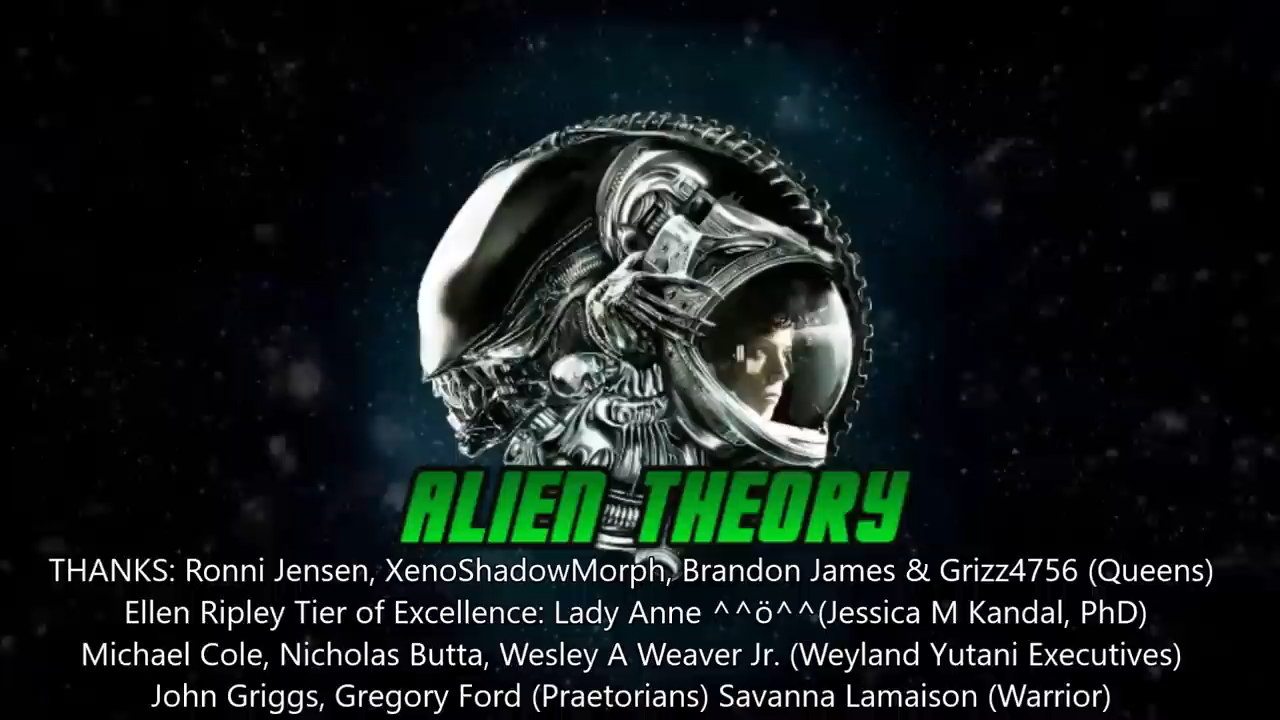 ALIEN THEORY
THANKS: Ronni Jensen, XenoShadowMorph, Brandon James & Grizz4756 (Queens)
Ellen Ripley Tier of Excellence: Lady Anne ^^ö^^(Jessica M Kandal, PhD)
Michael Cole, Nicholas Butta, Wesley A Weaver Jr. (Weyland Yutani Executives)
John Griggs, Gregory Ford (Praetorians) Savanna Lamaison (Warrior)